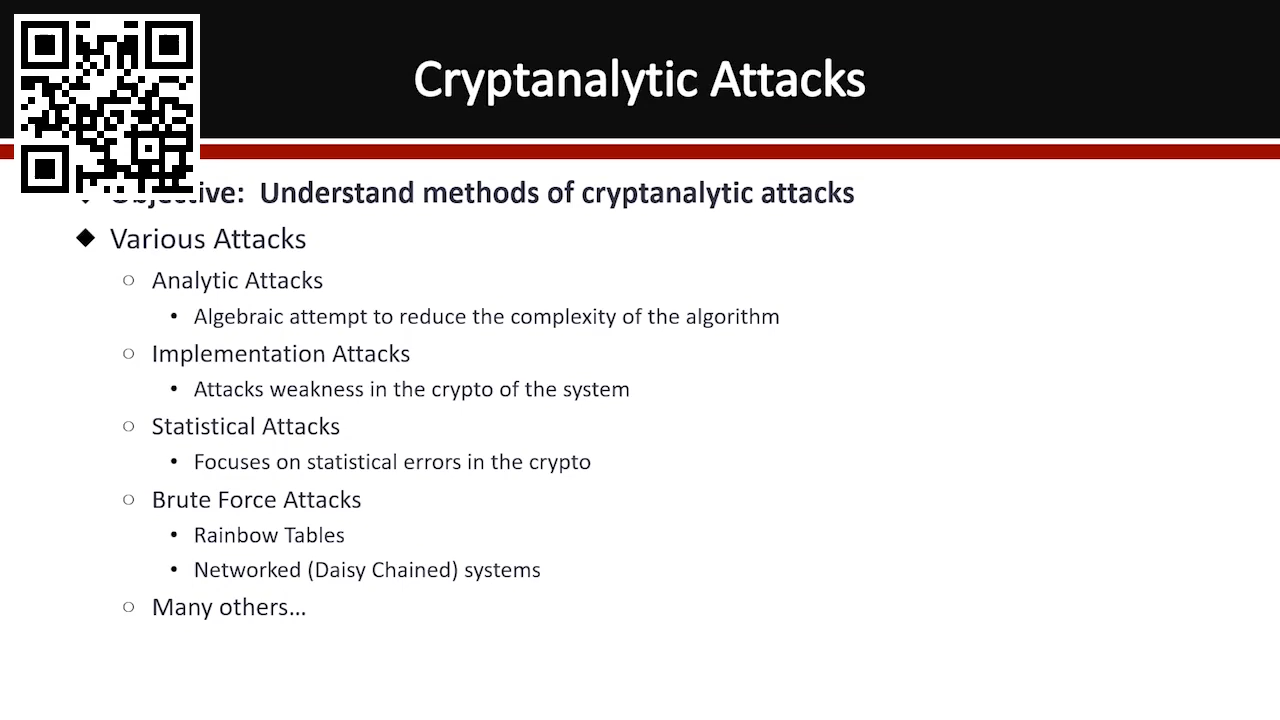 Cryptanalytic Attacks
Objective: Understand methods of cryptanalytic attacks
Various Attacks
Analytic Attacks
Algebraic attempt to reduce the complexity of the algorithm
Implementation Attacks
Attacks weakness in the crypto of the system
Statistical Attacks
Focuses on statistical errors in the crypto
Brute Force Attacks
Rainbow Tables
Networked (Daisy Chained) systems
Many others...